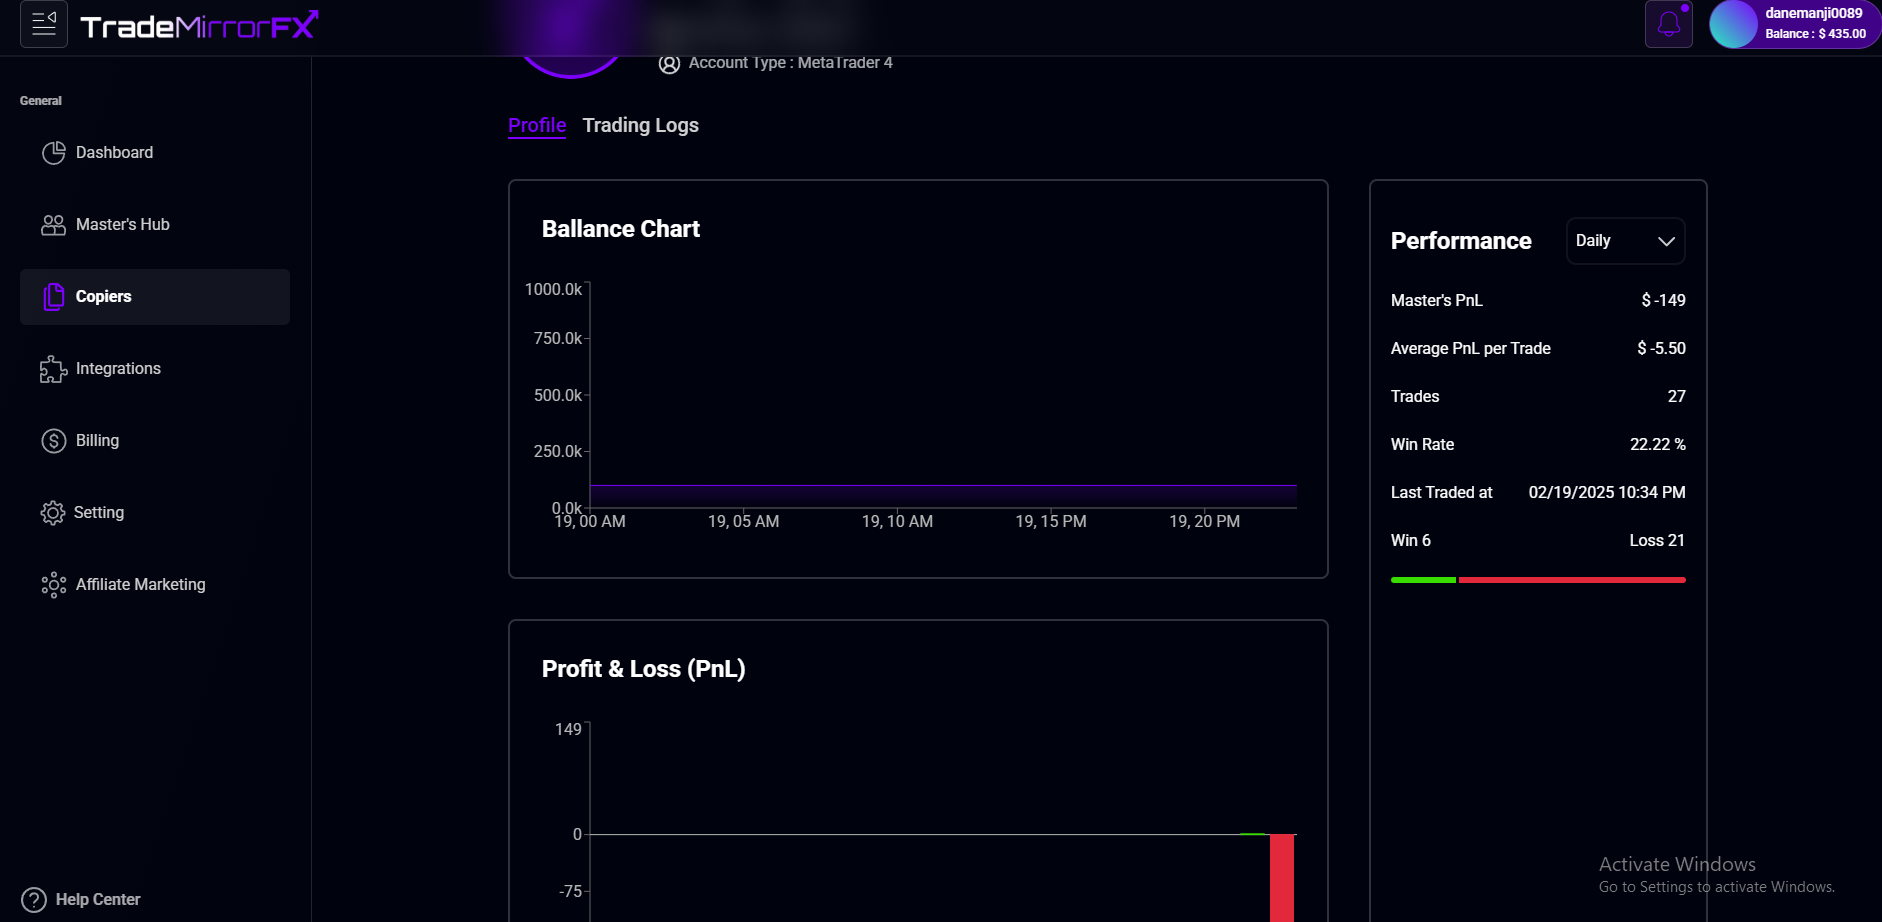 TradeMirrorFX
danemanji0089
Balance : $ 435.00
Account Type : MetaTrader 4
General
Dashboard
Master's Hub
Copiers
Integrations
Billing
Setting
Affiliate Marketing
Help Center
Profile Trading Logs
Ballance Chart
1000.0k
750.0k
500.0k
250.0k
0.0k
19, 00 AM 19, 05 AM 19, 10 AM 19, 15 PM 19, 20 PM
Profit & Loss (PnL)
149
0
-75
Performance Daily
Master's PnL $ -149
Average PnL per Trade $ -5.50
Trades 27
Win Rate 22.22 %
Last Traded at 02/19/2025 10:34 PM
Win 6 Loss 21
Activate Windows
Go to Settings to activate Windows.